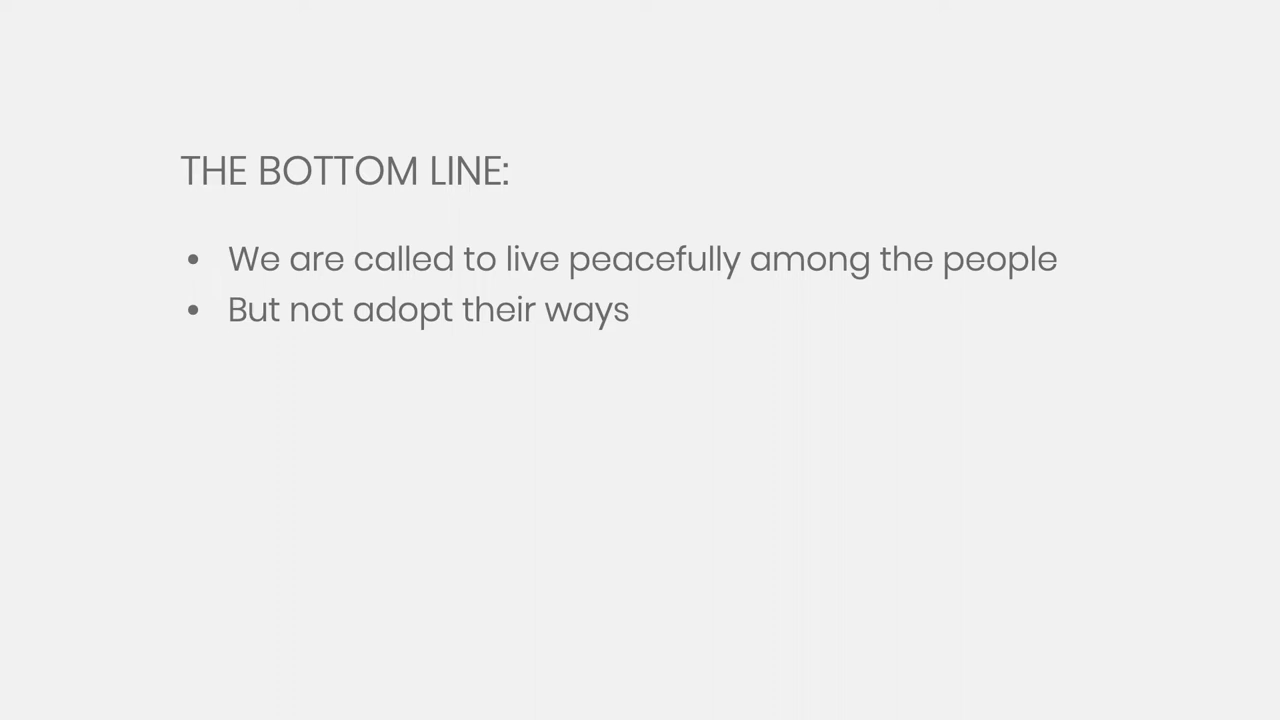 THE BOTTOM LINE:
• We are called to live peacefully among the people
• But not adopt their ways